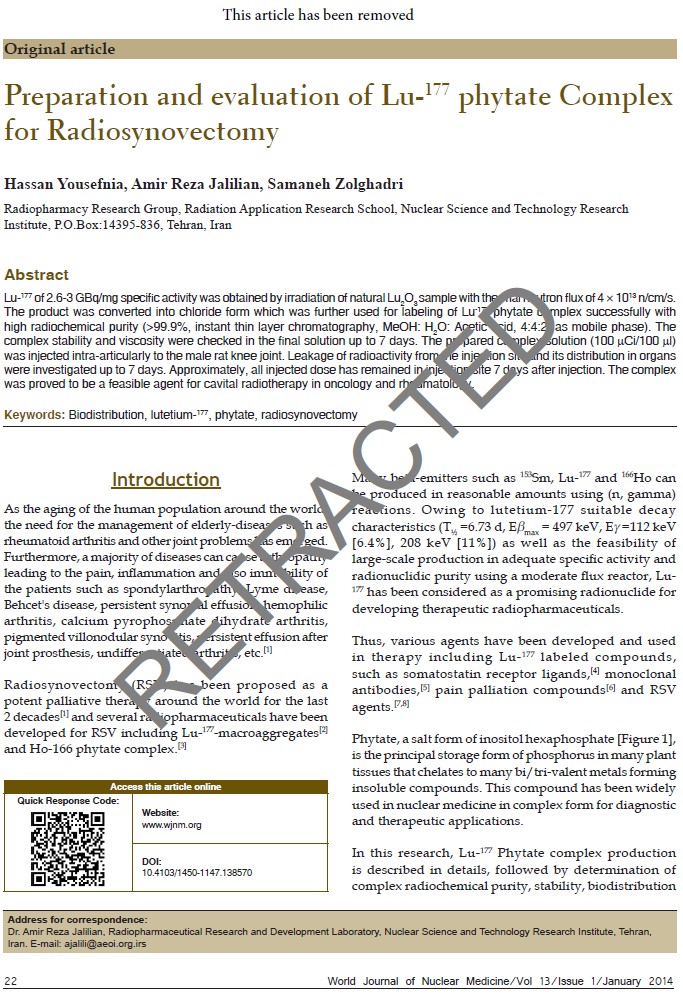 This article has been removed
Original article
Preparation and evaluation of Lu-¹⁷⁷ phytate Complex
for Radiosynovectomy
Hassan Yousefnia, Amir Reza Jalilian, Samaneh Zolghadri
Radiopharmacy Research Group, Radiation Application Research School, Nuclear Science and Technology Research
Institute, P.O.Box:14395-836, Tehran, Iran
Abstract
Lu-¹⁷⁷ of 2.6-3 GBq/mg specific activity was obtained by irradiation of natural Lu₂O₃ sample with thermal neutron flux of 4 × 10¹³ n/cm/s.
The product was converted into chloride form which was further used for labeling of Lu-¹⁷⁷ phytate complex successfully with
high radiochemical purity (>99.9%, instant thin layer chromatography, MeOH: H₂O: Acetic acid, 4:4:2, as mobile phase). The
complex stability and viscosity were checked in the final solution up to 7 days. The prepared complex solution (100 μCi/100 μl)
was injected intra-articularly to the male rat knee joint. Leakage of radioactivity from the injection site and its distribution in organs
were investigated up to 7 days. Approximately, all injected dose has remained in injection site 7 days after injection. The complex
was proved to be a feasible agent for cavital radiotherapy in oncology and rheumatology.
Keywords: Biodistribution, lutetium-¹⁷⁷, phytate, radiosynovectomy
Introduction
As the aging of the human population around the world,
the need for the management of elderly-diseases such as
rheumatoid arthritis and other joint problems has emerged.
Furthermore, a majority of diseases can cause arthropathy
leading to the pain, inflammation and also immobility of
the patients such as spondylarthropathy, Lyme disease,
Behcet's disease, persistent synovial effusion, hemophilic
arthritis, calcium pyrophosphate dihydrate arthritis,
pigmented villonodular synovitis, persistent effusion after
joint prosthesis, undifferentiated arthritis, etc.[1]
Radiosynovectomy (RSV) has been proposed as a
potent palliative therapy around the world for the last
2 decades[1] and several radiopharmaceuticals have been
developed for RSV including Lu-¹⁷⁷-macroaggregates[2]
and Ho-166 phytate complex.[3]
Access this article online
Quick Response Code:
Website:
www.wjnm.org
DOI:
10.4103/1450-1147.138570
Many beta-emitters such as ¹⁵³Sm, Lu-¹⁷⁷ and ¹⁶⁶Ho can
be produced in reasonable amounts using (n, gamma)
reactions. Owing to lutetium-177 suitable decay
characteristics (T½ =6.73 d, Eβmax = 497 keV, Eγ =112 keV
[6.4%], 208 keV [11%]) as well as the feasibility of
large-scale production in adequate specific activity and
radionuclidic purity using a moderate flux reactor, Lu-
¹⁷⁷ has been considered as a promising radionuclide for
developing therapeutic radiopharmaceuticals.
Thus, various agents have been developed and used
in therapy including Lu-¹⁷⁷ labeled compounds,
such as somatostatin receptor ligands,[4] monoclonal
antibodies,[5] pain palliation compounds[6] and RSV
agents.[7,8]
Phytate, a salt form of inositol hexaphosphate [Figure 1],
is the principal storage form of phosphorus in many plant
tissues that chelates to many bi/tri-valent metals forming
insoluble compounds. This compound has been widely
used in nuclear medicine in complex form for diagnostic
and therapeutic applications.
In this research, Lu-¹⁷⁷ Phytate complex production
is described in details, followed by determination of
complex radiochemical purity, stability, biodistribution
RETRACTED
Address for correspondence:
Dr. Amir Reza Jalilian, Radiopharmaceutical Research and Development Laboratory, Nuclear Science and Technology Research Institute, Tehran,
Iran. E-mail: ajalili@aeoi.org.irs
22
World Journal of Nuclear Medicine/Vol 13/Issue 1/January 2014